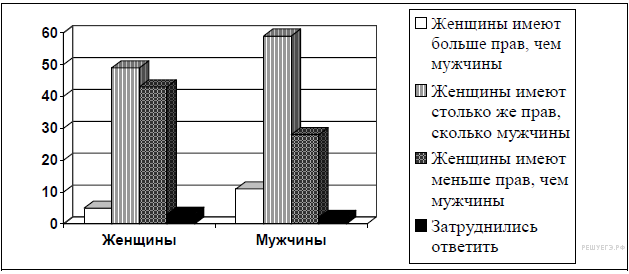 60
50
40
30
20
10
0
Женщины
Мужчины
Женщины имеют
больше прав, чем
мужчины
Женщины имеют
столько же прав,
сколько мужчины
Женщины имеют
меньше прав, чем
мужчины
Затруднились
ответить
РЕШУЕГЭ.РФ